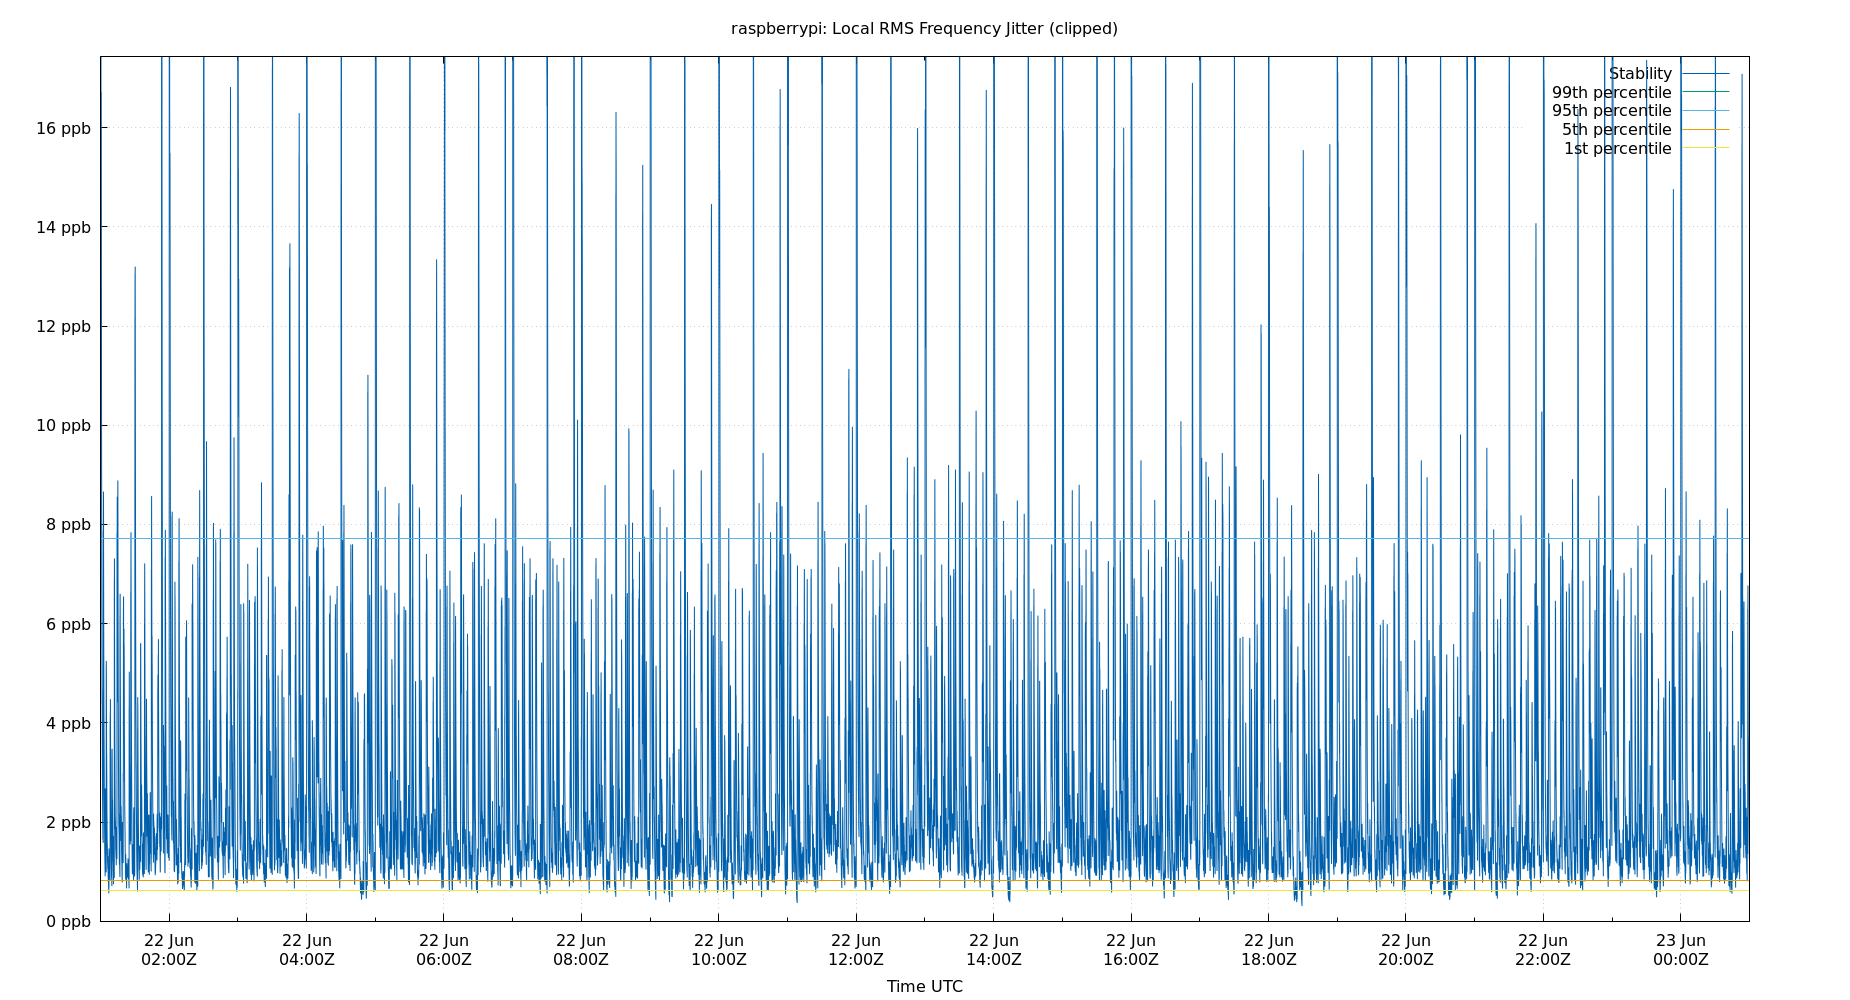 raspberrypi: Local RMS Frequency Jitter (clipped)
Stability
99th percentile
95th percentile
5th percentile
1st percentile
16 ppb
14 ppb
12 ppb
10 ppb
8 ppb
6 ppb
4 ppb
2 ppb
0 ppb
22 Jun 22 Jun 22 Jun 22 Jun 22 Jun 22 Jun 22 Jun 22 Jun 22 Jun 22 Jun 22 Jun 23 Jun
02:00Z 04:00Z 06:00Z 08:00Z 10:00Z 12:00Z 14:00Z 16:00Z 18:00Z 20:00Z 22:00Z 00:00Z
Time UTC